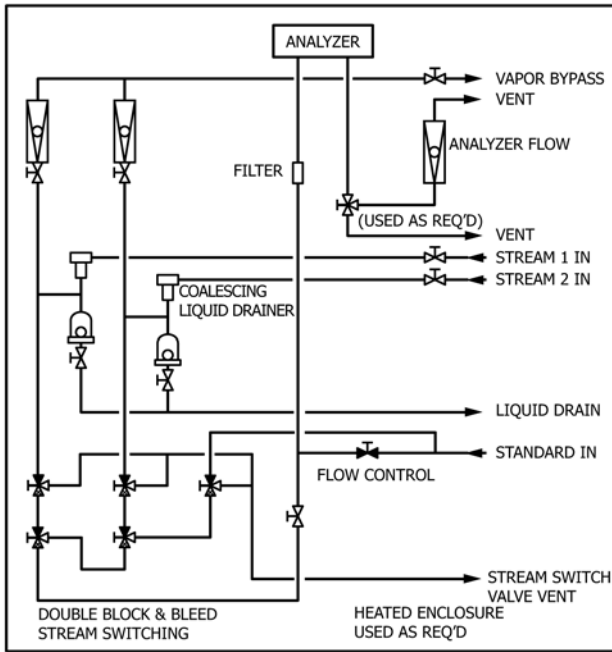 ANALYZER
VAPOR BYPASS
VENT
ANALYZER FLOW
FILTER
(USED AS REQ'D)
VENT
STREAM 1 IN
STREAM 2 IN
COALESCING
LIQUID DRAINER
LIQUID DRAIN
STANDARD IN
FLOW CONTROL
STREAM SWITCH
VALVE VENT
DOUBLE BLOCK & BLEED
STREAM SWITCHING
HEATED ENCLOSURE
USED AS REQ'D